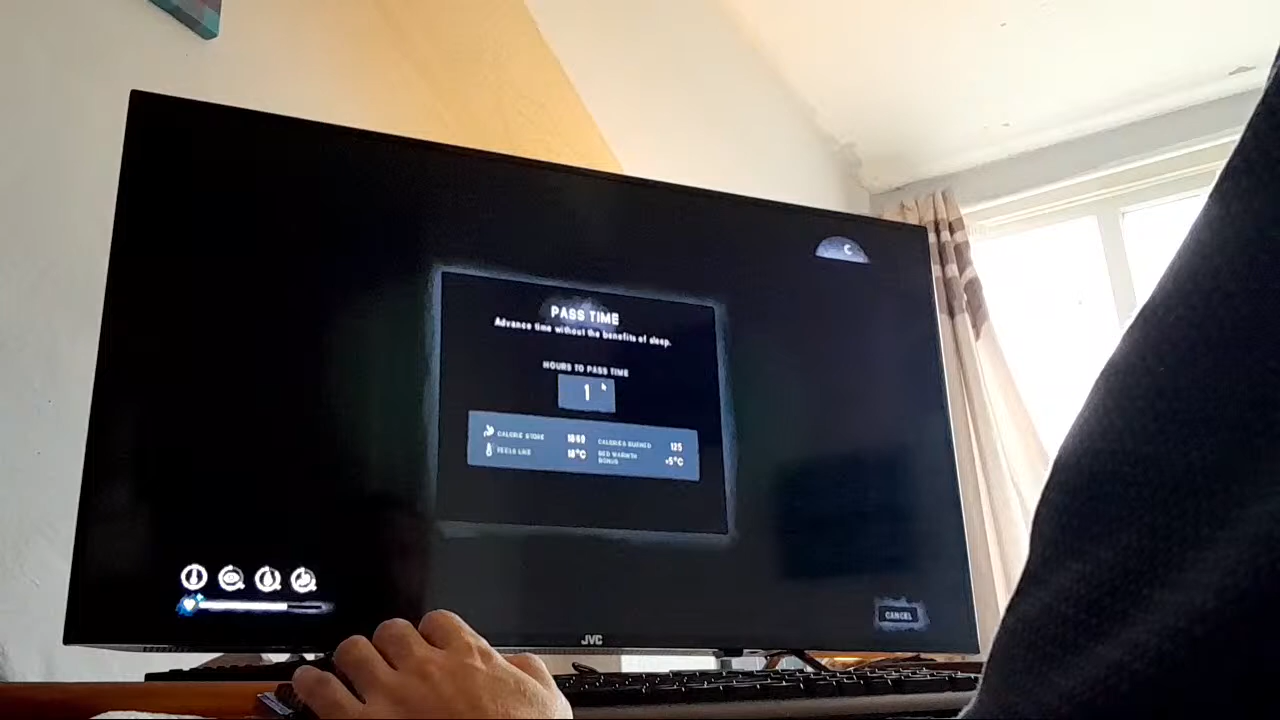 PASS TIME
Advance time without the benefits of sleep.
HOURS TO PASS TIME
1
CALORIE STORE 1869 CALORIES BURNED 125
FEELS LIKE 18°C BED WARMTH BONUS +5°C
CANCEL
JVC